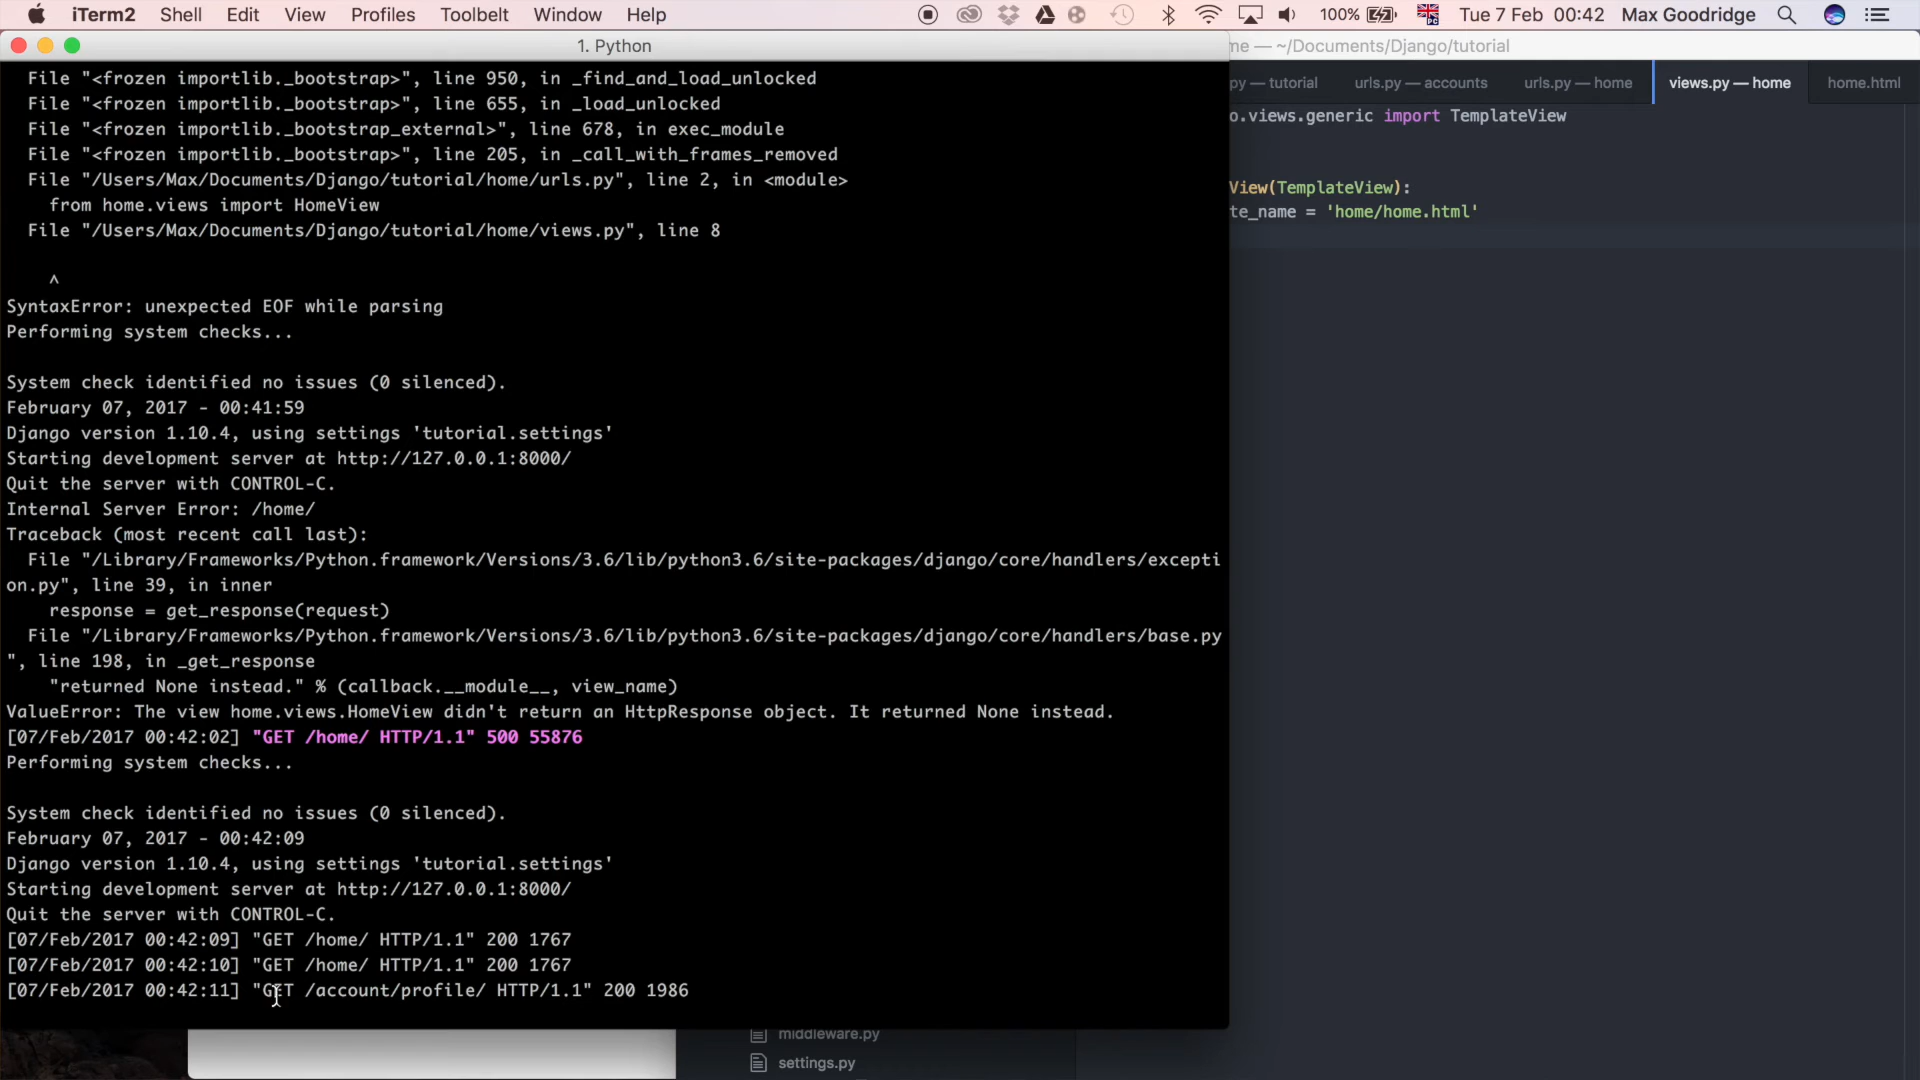 iTerm2 Shell Edit View Profiles Toolbelt Window Help 100% Tue 7 Feb 00:42 Max Goodridge
1. Python
me — ~/Documents/Django/tutorial
File "<frozen importlib._bootstrap>", line 950, in _find_and_load_unlocked
File "<frozen importlib._bootstrap>", line 655, in _load_unlocked
File "<frozen importlib._bootstrap_external>", line 678, in exec_module
File "<frozen importlib._bootstrap>", line 205, in _call_with_frames_removed
File "/Users/Max/Documents/Django/tutorial/home/urls.py", line 2, in <module>
from home.views import HomeView
File "/Users/Max/Documents/Django/tutorial/home/views.py", line 8
^
SyntaxError: unexpected EOF while parsing
Performing system checks...
System check identified no issues (0 silenced).
February 07, 2017 - 00:41:59
Django version 1.10.4, using settings 'tutorial.settings'
Starting development server at http://127.0.0.1:8000/
Quit the server with CONTROL-C.
Internal Server Error: /home/
Traceback (most recent call last):
File "/Library/Frameworks/Python.framework/Versions/3.6/lib/python3.6/site-packages/django/core/handlers/excepti
on.py", line 39, in inner
response = get_response(request)
File "/Library/Frameworks/Python.framework/Versions/3.6/lib/python3.6/site-packages/django/core/handlers/base.py
", line 198, in _get_response
"returned None instead." % (callback.__module__, view_name)
ValueError: The view home.views.HomeView didn't return an HttpResponse object. It returned None instead.
[07/Feb/2017 00:42:02] "GET /home/ HTTP/1.1" 500 55876
Performing system checks...
System check identified no issues (0 silenced).
February 07, 2017 - 00:42:09
Django version 1.10.4, using settings 'tutorial.settings'
Starting development server at http://127.0.0.1:8000/
Quit the server with CONTROL-C.
[07/Feb/2017 00:42:09] "GET /home/ HTTP/1.1" 200 1767
[07/Feb/2017 00:42:10] "GET /home/ HTTP/1.1" 200 1767
[07/Feb/2017 00:42:11] "GET /account/profile/ HTTP/1.1" 200 1986
py — tutorial urls.py — accounts urls.py — home views.py — home home.html
o.views.generic import TemplateView
View(TemplateView):
te_name = 'home/home.html'
middleware.py
settings.py